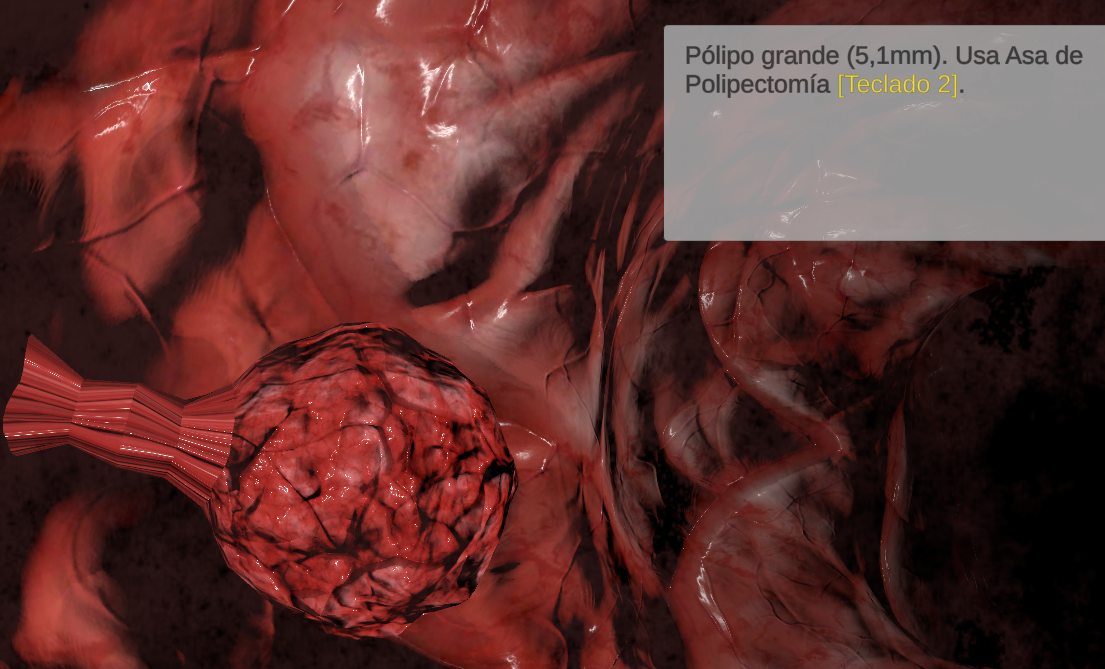 Pólipo grande (5,1mm). Usa Asa de
Polipectomía [Teclado 2].